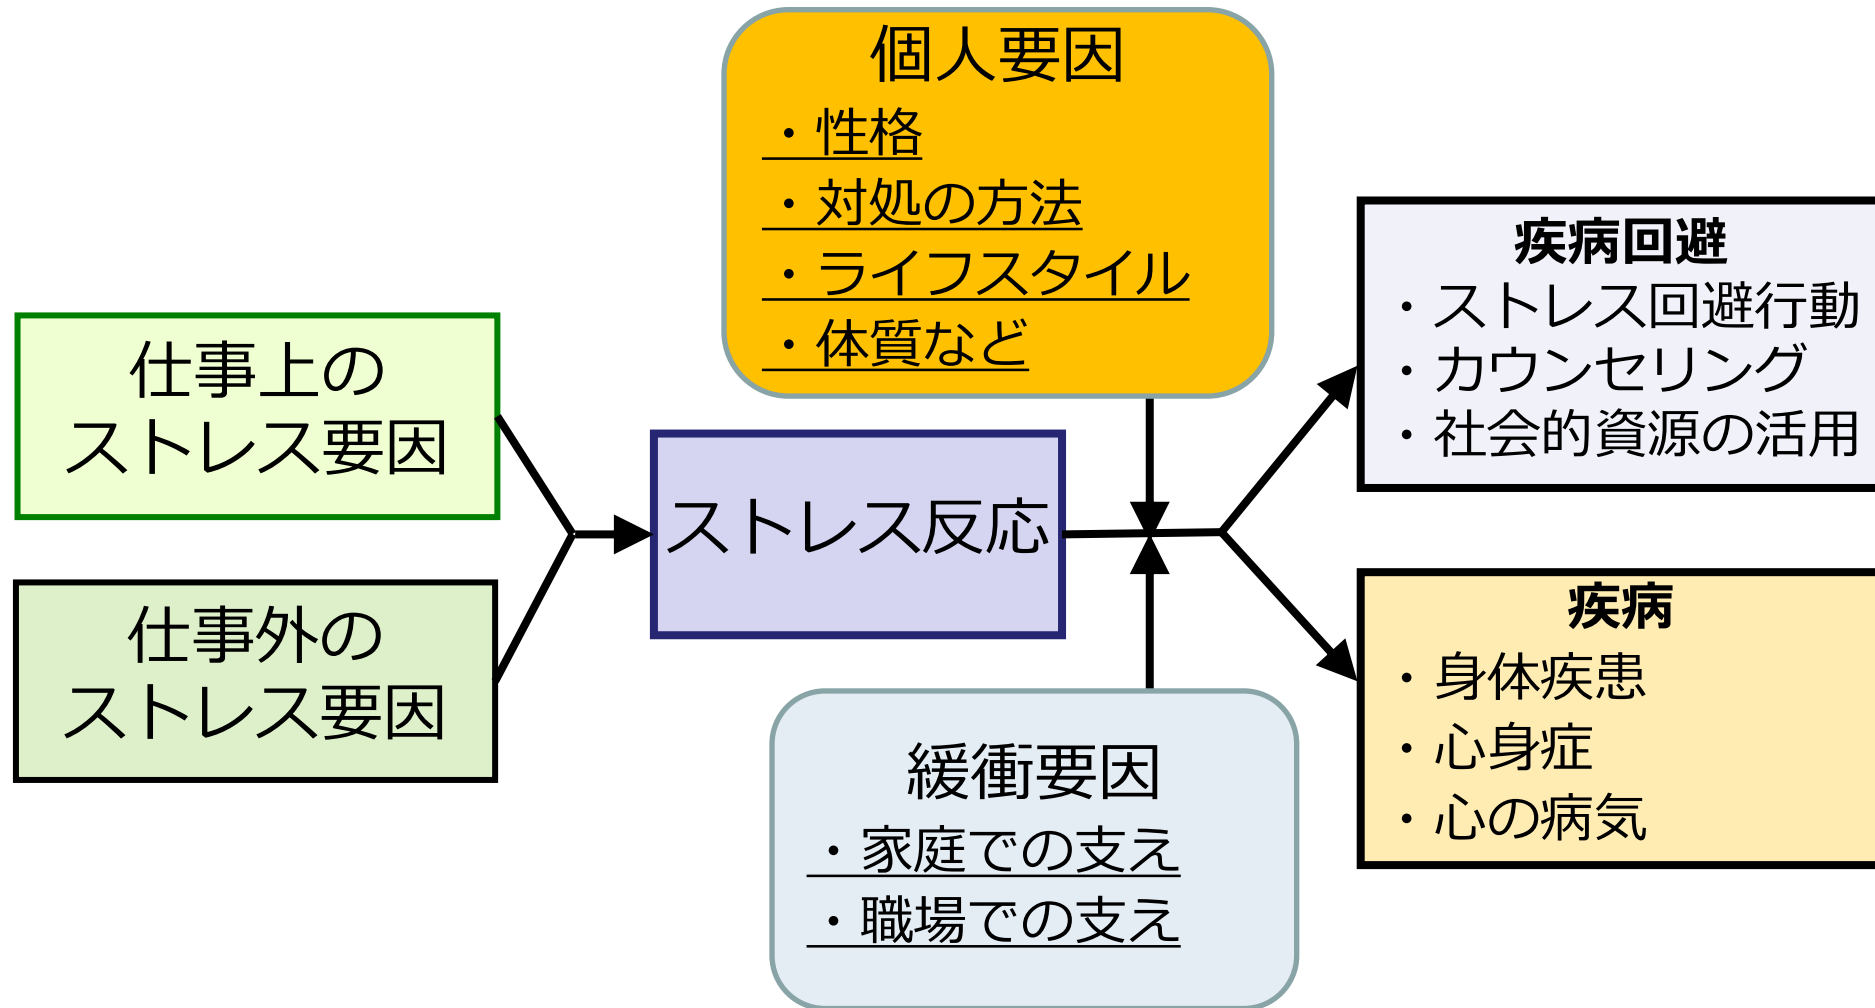 個人要因
・性格
・対処の方法
・ライフスタイル
・体質など
仕事上の
ストレス要因
仕事外の
ストレス要因
ストレス反応
緩衝要因
・家庭での支え
・職場での支え
疾病回避
・ストレス回避行動
・カウンセリング
・社会的資源の活用
疾病
・身体疾患
・心身症
・心の病気